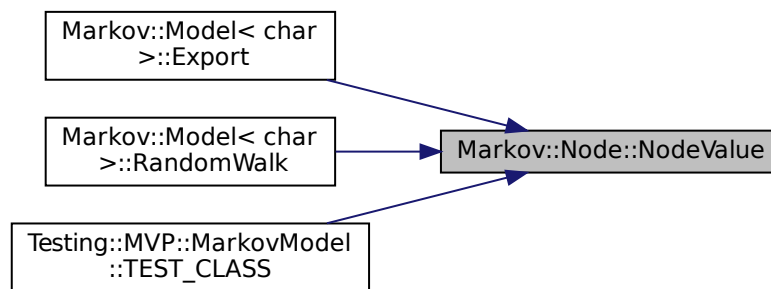 Markov::Model< char
>::Export
Markov::Model< char
>::RandomWalk
Markov::Node::NodeValue
Testing::MVP::MarkovModel
::TEST_CLASS